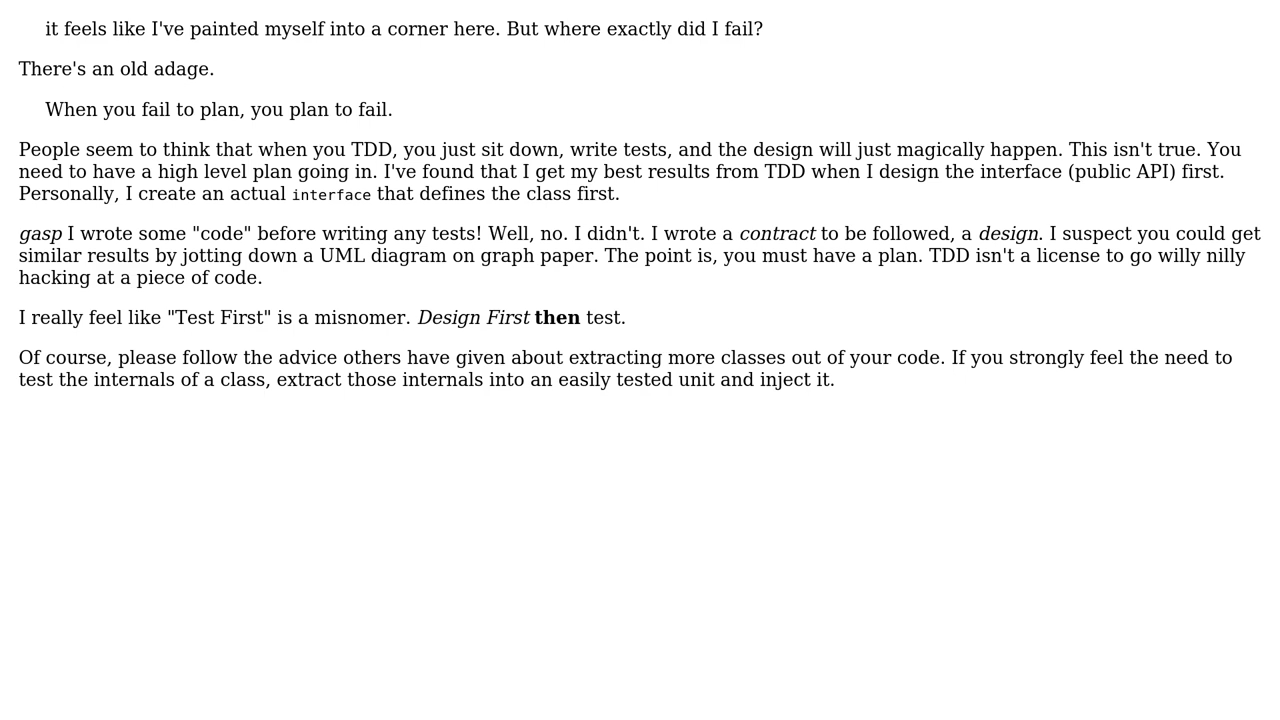 it feels like I've painted myself into a corner here. But where exactly did I fail?
There's an old adage.
When you fail to plan, you plan to fail.
People seem to think that when you TDD, you just sit down, write tests, and the design will just magically happen. This isn't true. You
need to have a high level plan going in. I've found that I get my best results from TDD when I design the interface (public API) first.
Personally, I create an actual interface that defines the class first.
gasp I wrote some "code" before writing any tests! Well, no. I didn't. I wrote a contract to be followed, a design. I suspect you could get
similar results by jotting down a UML diagram on graph paper. The point is, you must have a plan. TDD isn't a license to go willy nilly
hacking at a piece of code.
I really feel like "Test First" is a misnomer. Design First then test.
Of course, please follow the advice others have given about extracting more classes out of your code. If you strongly feel the need to
test the internals of a class, extract those internals into an easily tested unit and inject it.